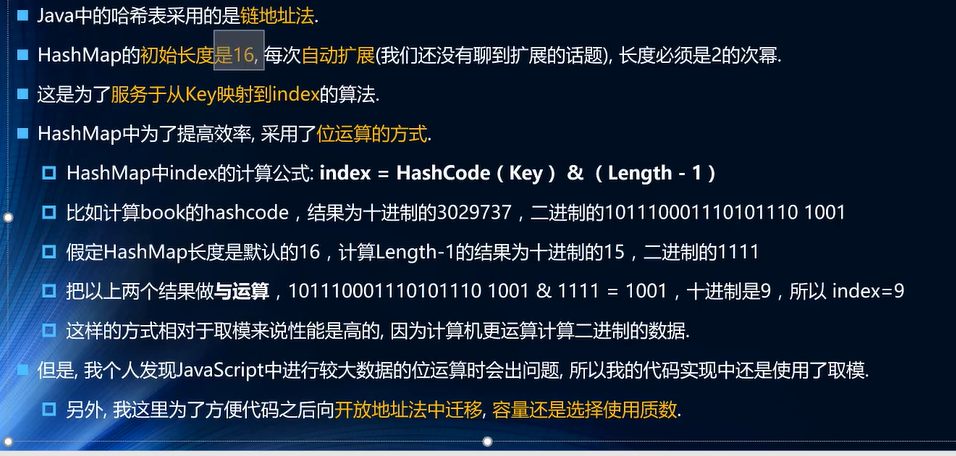 Java中的哈希表采用的是链地址法.
HashMap的初始长度是16, 每次自动扩展(我们还没有聊到扩展的话题), 长度必须是2的次幂.
这是为了服务于从Key映射到index的算法.
HashMap中为了提高效率, 采用了位运算的方式.
HashMap中index的计算公式: index = HashCode（Key） & （Length - 1）
比如计算book的hashcode，结果为十进制的3029737，二进制的101110001110101110 1001
假定HashMap长度是默认的16，计算Length-1的结果为十进制的15，二进制的1111
把以上两个结果做与运算，101110001110101110 1001 & 1111 = 1001，十进制是9，所以 index=9
这样的方式相对于取模来说性能是高的, 因为计算机更运算计算二进制的数据.
但是, 我个人发现JavaScript中进行较大数据的位运算时会出问题, 所以我的代码实现中还是使用了取模.
另外, 我这里为了方便代码之后向开放地址法中迁移, 容量还是选择使用质数.